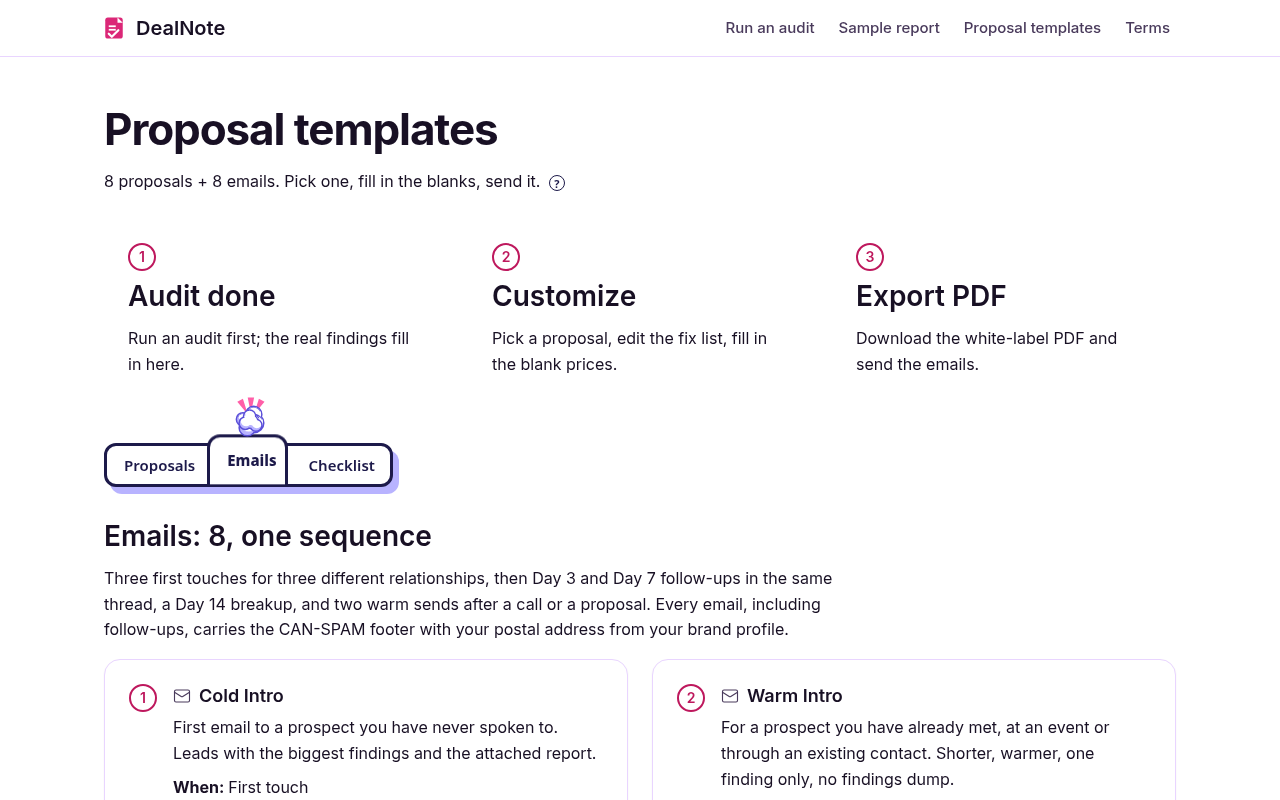 DealNote
Run an audit
Sample report
Proposal templates
Terms
Proposal templates
8 proposals + 8 emails. Pick one, fill in the blanks, send it. ?
1
Audit done
Run an audit first; the real findings fill
in here.
2
Customize
Pick a proposal, edit the fix list, fill in
the blank prices.
3
Export PDF
Download the white-label PDF and
send the emails.
Proposals
Emails
Checklist
Emails: 8, one sequence
Three first touches for three different relationships, then Day 3 and Day 7 follow-ups in the same
thread, a Day 14 breakup, and two warm sends after a call or a proposal. Every email, including
follow-ups, carries the CAN-SPAM footer with your postal address from your brand profile.
1
Cold Intro
First email to a prospect you have never spoken to.
Leads with the biggest findings and the attached report.
When: First touch
2
Warm Intro
For a prospect you have already met, at an event or
through an existing contact. Shorter, warmer, one
finding only, no findings dump.